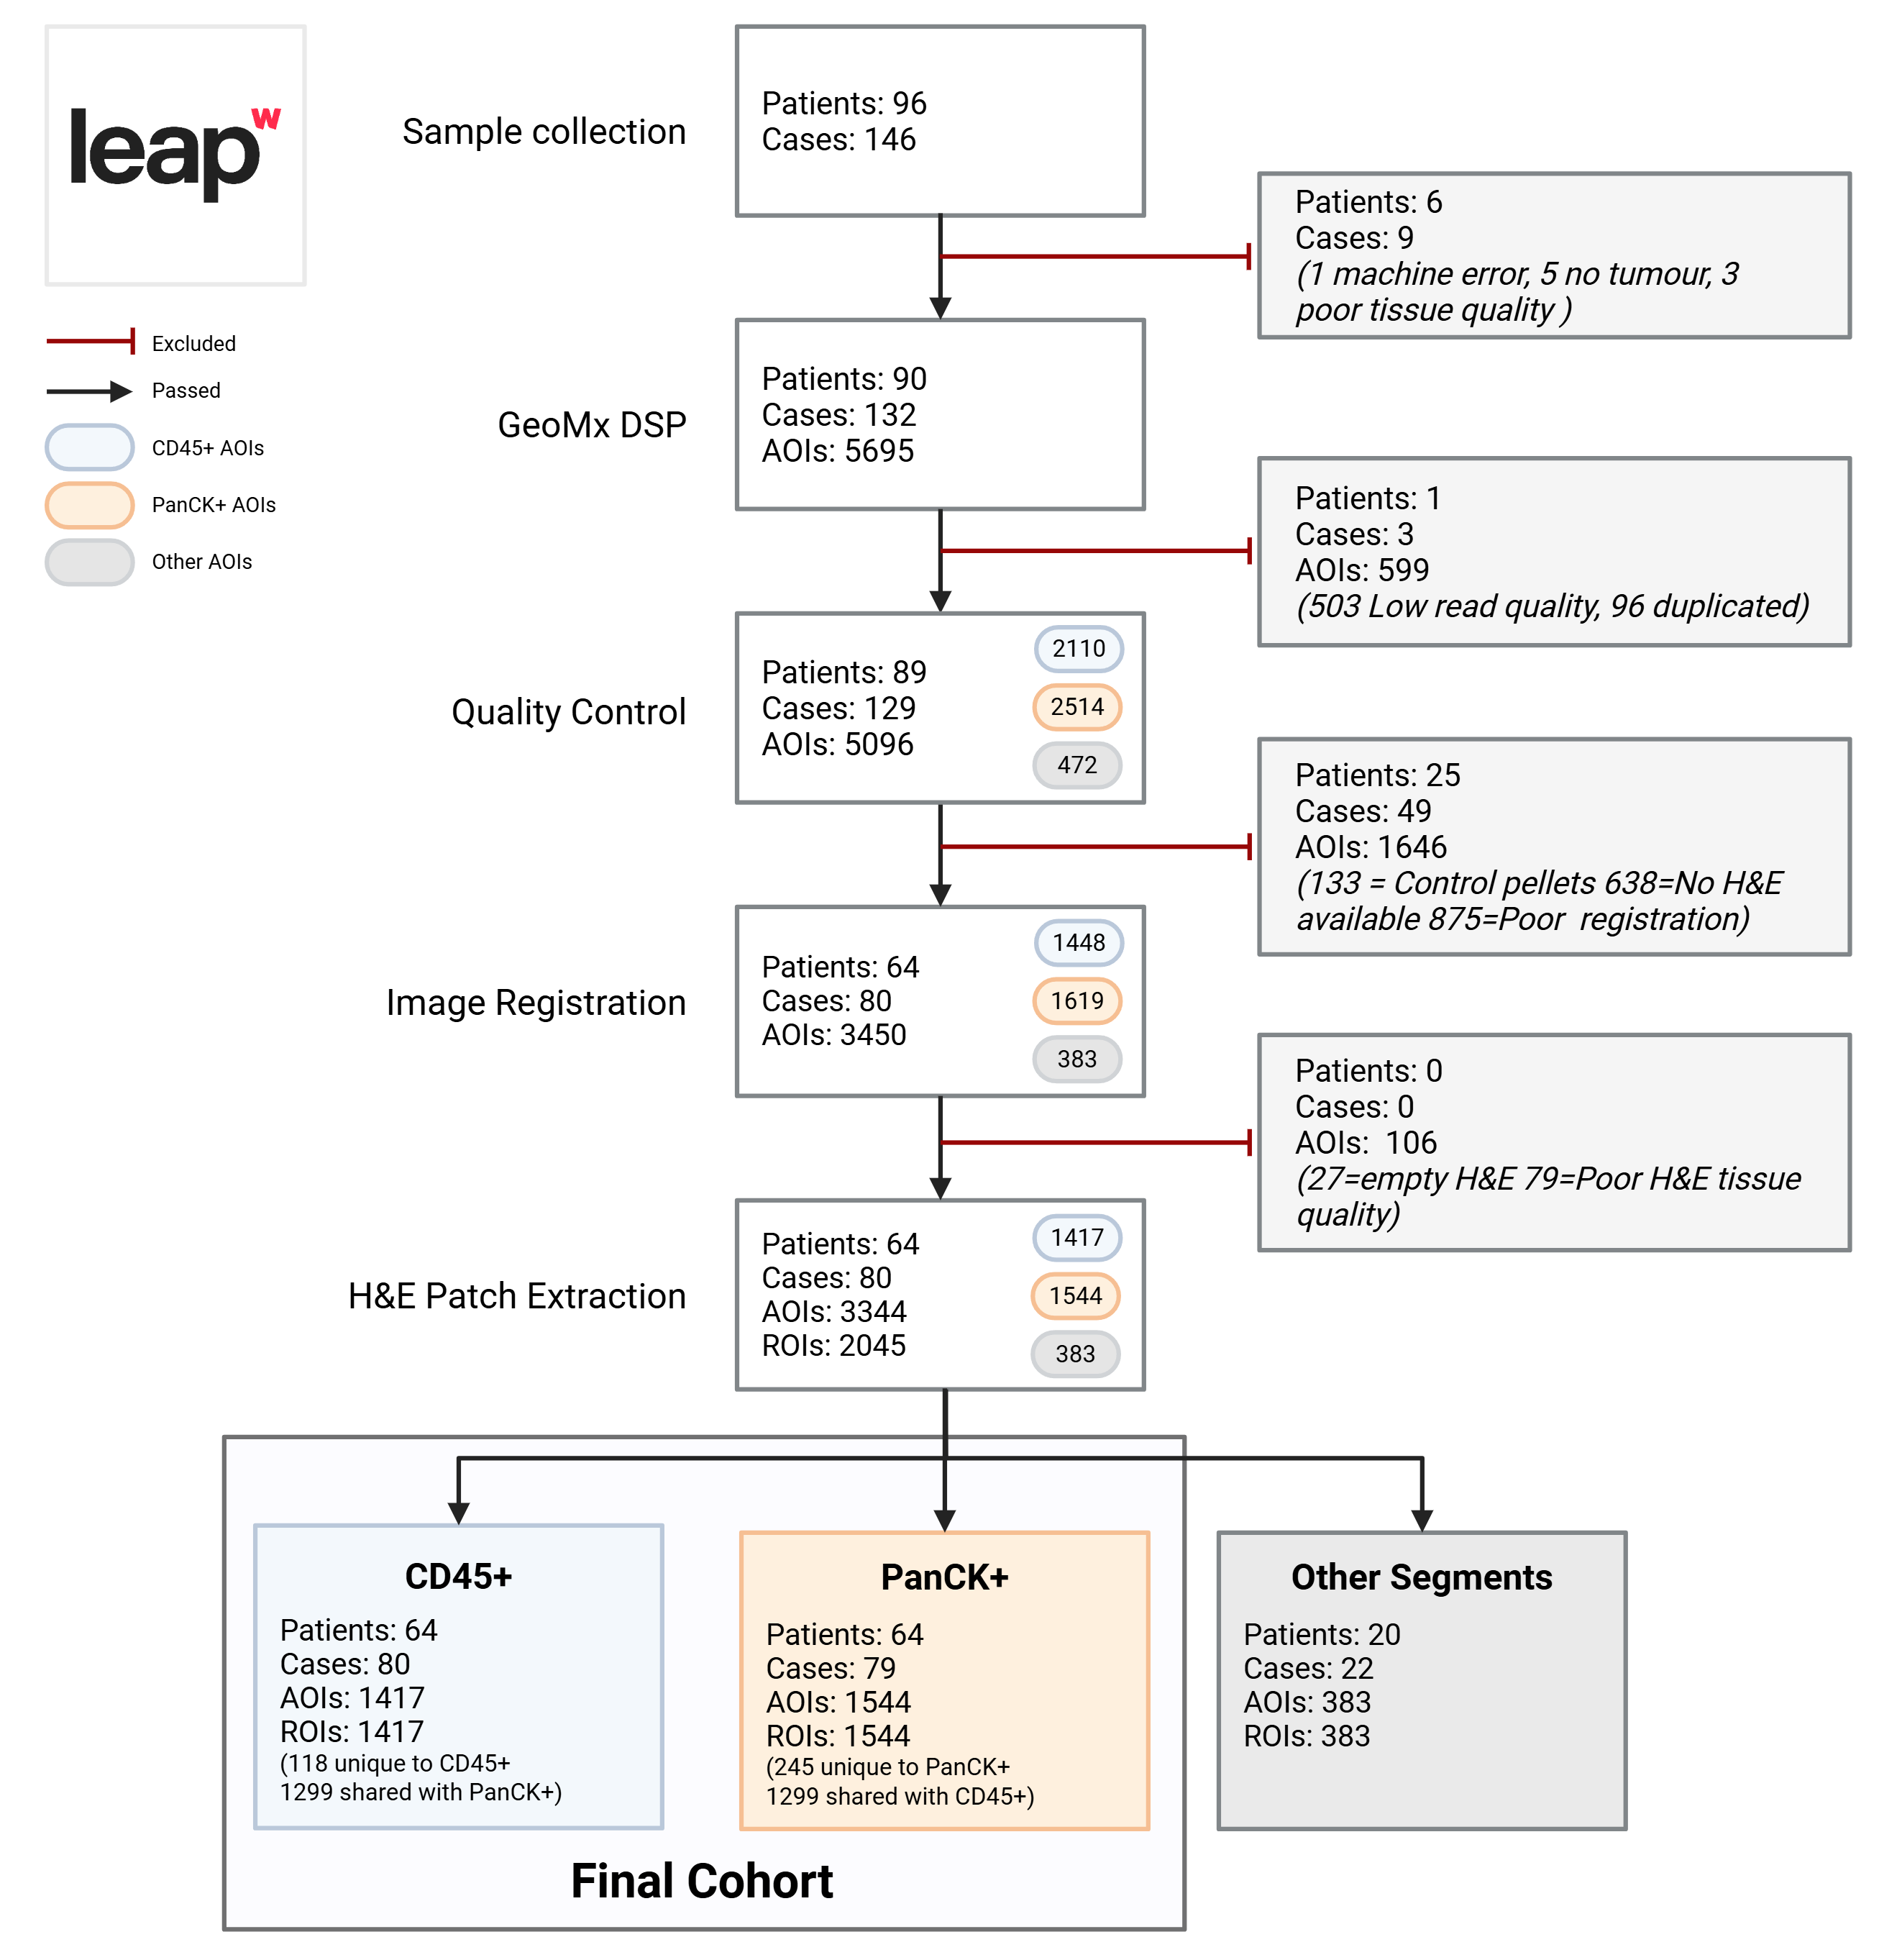 leap
w
Excluded
Passed
CD45+ AOIs
PanCK+ AOIs
Other AOIs
Sample collection
Patients: 96
Cases: 146
Patients: 6
Cases: 9
(1 machine error, 5 no tumour, 3
poor tissue quality )
GeoMx DSP
Patients: 90
Cases: 132
AOIs: 5695
Patients: 1
Cases: 3
AOIs: 599
(503 Low read quality, 96 duplicated)
Quality Control
Patients: 89
Cases: 129
AOIs: 5096
2110
2514
472
Patients: 25
Cases: 49
AOIs: 1646
(133 = Control pellets 638=No H&E
available 875=Poor  registration)
Image Registration
Patients: 64
Cases: 80
AOIs: 3450
1448
1619
383
Patients: 0
Cases: 0
AOIs:  106
(27=empty H&E 79=Poor H&E tissue
quality)
H&E Patch Extraction
Patients: 64
Cases: 80
AOIs: 3344
ROIs: 2045
1417
1544
383
CD45+
Patients: 64
Cases: 80
AOIs: 1417
ROIs: 1417
(118 unique to CD45+
1299 shared with PanCK+)
PanCK+
Patients: 64
Cases: 79
AOIs: 1544
ROIs: 1544
(245 unique to PanCK+
1299 shared with CD45+)
Other Segments
Patients: 20
Cases: 22
AOIs: 383
ROIs: 383
Final Cohort